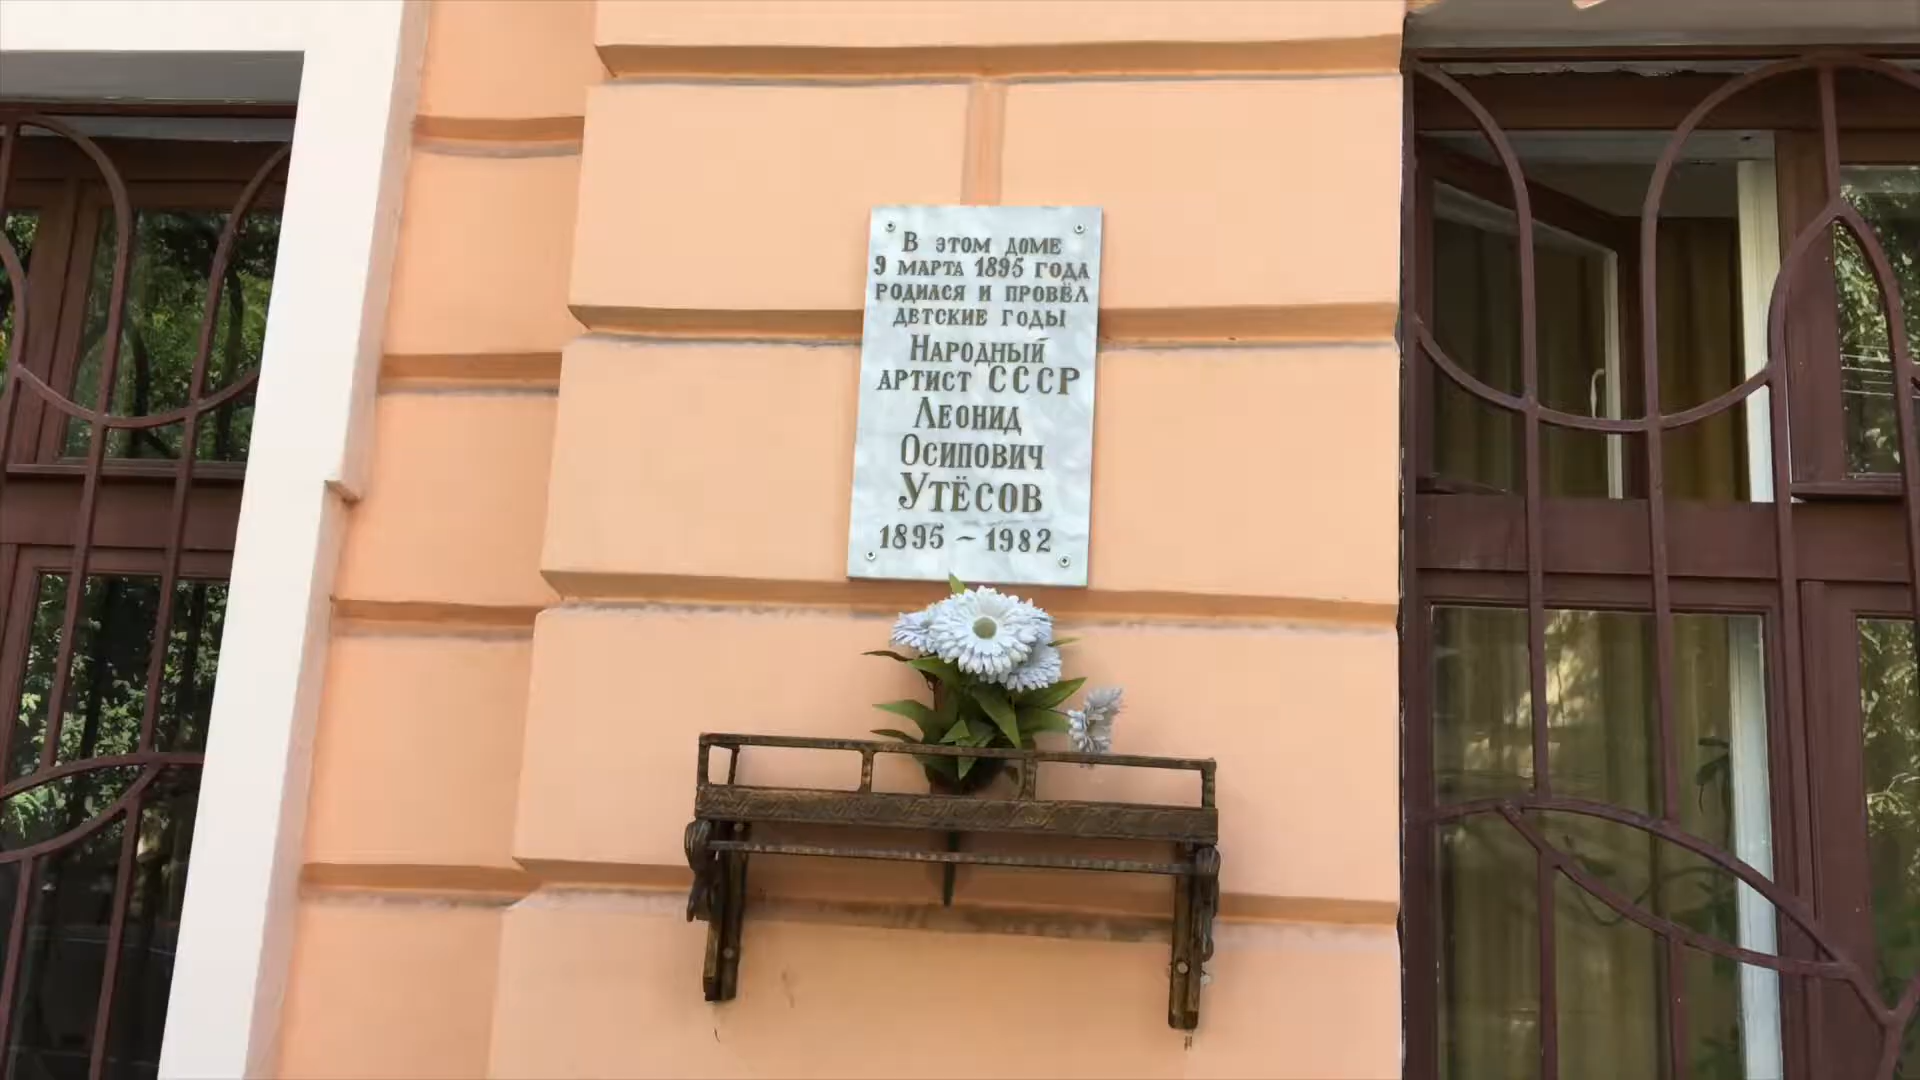 В ЭТОМ ДОМЕ
9 МАРТА 1895 ГОДА
РОДИЛСЯ И ПРОВЁЛ
ДЕТСКИЕ ГОДЫ
НАРОДНЫЙ
АРТИСТ СССР
ЛЕОНИД
ОСИПОВИЧ
УТЁСОВ
1895 – 1982